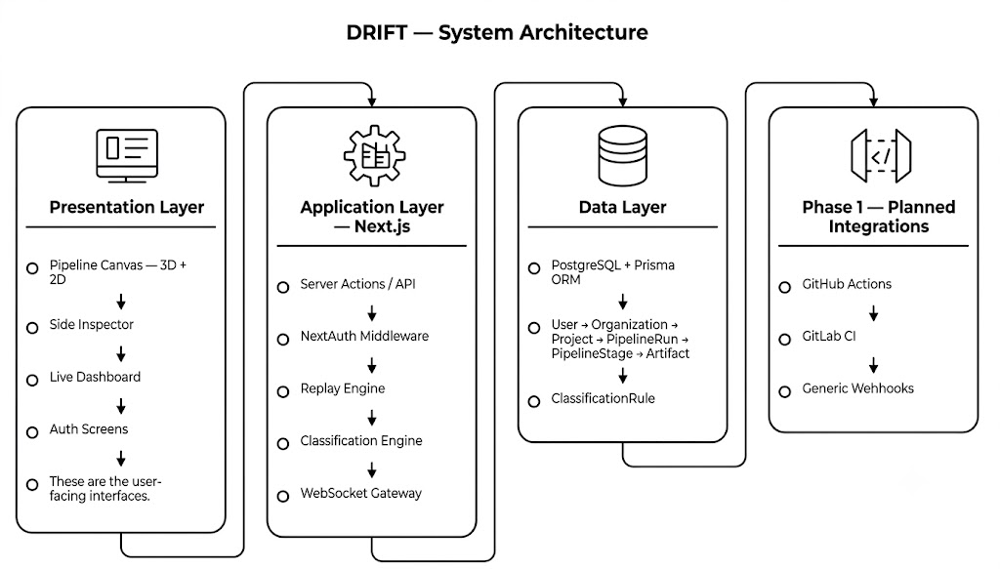 DRIFT — System Architecture
Presentation Layer
Pipeline Canvas — 3D +
2D
Side Inspector
Live Dashboard
Auth Screens
These are the user-
facing interfaces.
Application Layer
— Next.js
Server Actions / API
NextAuth Middleware
Replay Engine
Classification Engine
WebSocket Gateway
Data Layer
PostgreSQL + Prisma
ORM
User → Organization →
Project → PipelineRun →
PipelineStage → Artifact
ClassificationRule
</>
Phase 1 — Planned
Integrations
GitHub Actions
GitLab CI
Generic Wehhooks